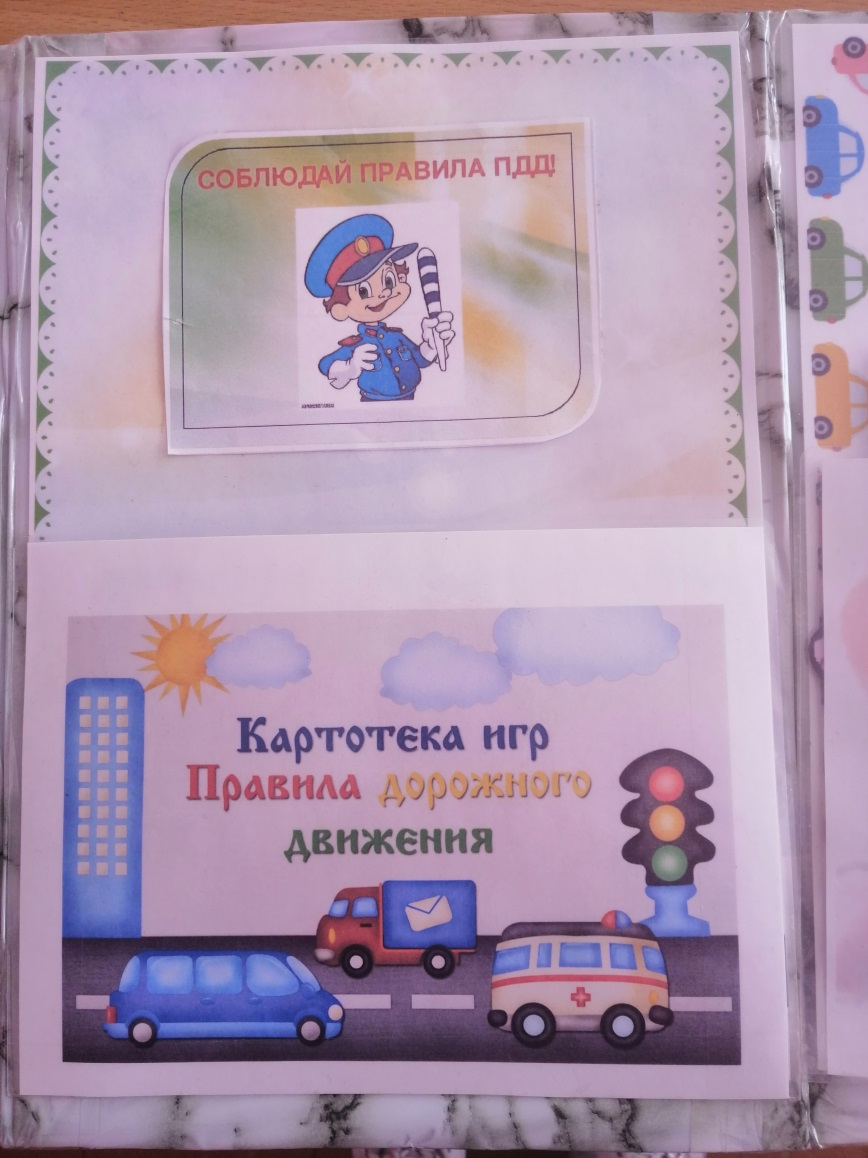 СОБЛЮДАЙ ПРАВИЛА ПДД!
Картотека игр
Правила дорожного
движения